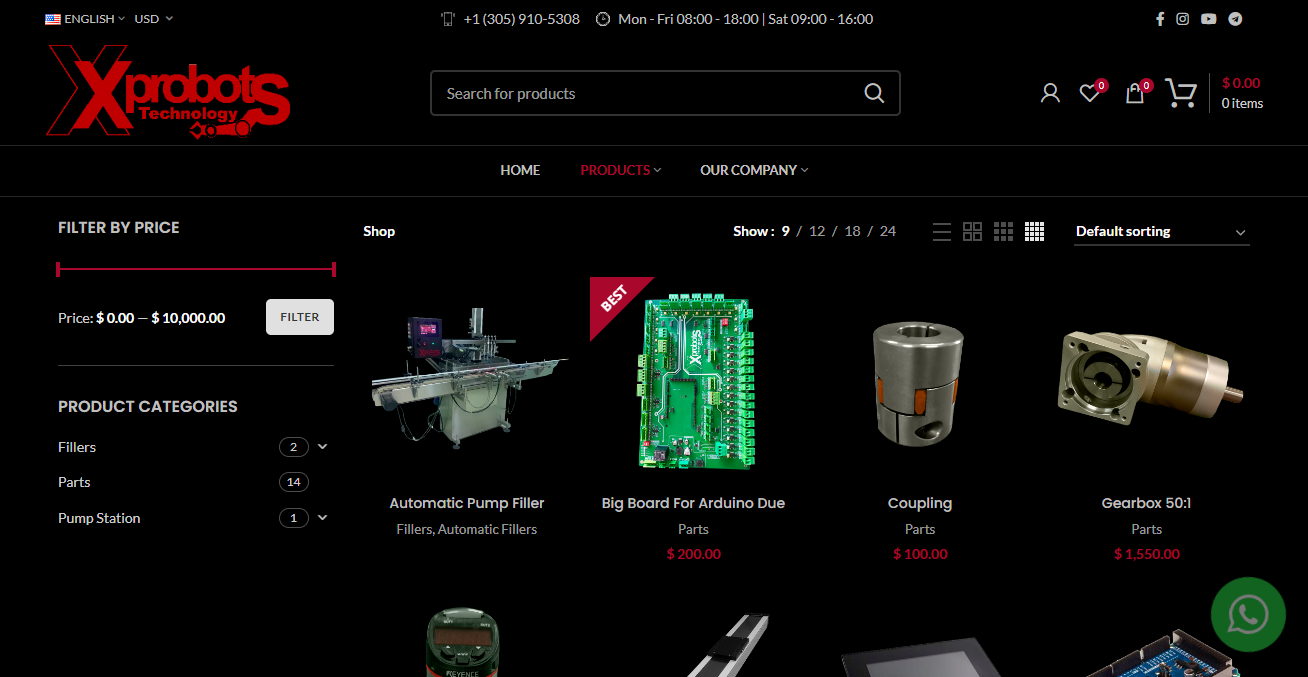 ENGLISH USD
+1 (305) 910-5308 Mon - Fri 08:00 - 18:00 | Sat 09:00 - 16:00
Xprobots
Technology
Search for products
0 0
$ 0.00
0 items
HOME PRODUCTS OUR COMPANY
FILTER BY PRICE
Price: $ 0.00 — $ 10,000.00 FILTER
PRODUCT CATEGORIES
Fillers 2
Parts 14
Pump Station 1
Shop Show : 9 / 12 / 18 / 24 Default sorting
BEST
Xprobots
Automatic Pump Filler
Fillers, Automatic Fillers
Big Board For Arduino Due
Parts
$ 200.00
Coupling
Parts
$ 100.00
Gearbox 50:1
Parts
$ 1,550.00
KEYENCE